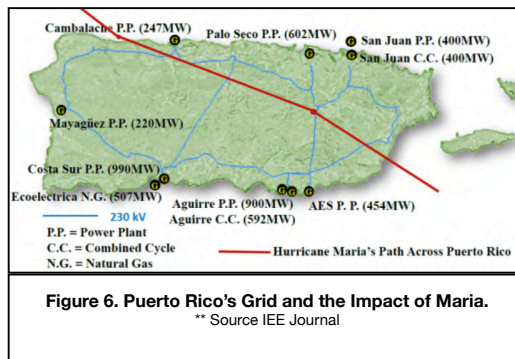 Cambalache P.P. (247MW)
Palo Seco P.P. (602MW)
San Juan P.P. (400MW)
San Juan C.C. (400MW)
Mayagüez P.P. (220MW)
Costa Sur P.P. (990MW)
Ecoelectrica N.G. (507MW)
Aguirre P.P. (900MW)
Aguirre C.C. (592MW)
AES P. P. (454MW)
G
G
G
G
G
G
G
G
G
G
230 kV
P.P. = Power Plant
C.C. = Combined Cycle
N.G. = Natural Gas
Hurricane Maria's Path Across Puerto Rico
Figure 6. Puerto Rico's Grid and the Impact of Maria.
** Source IEE Journal